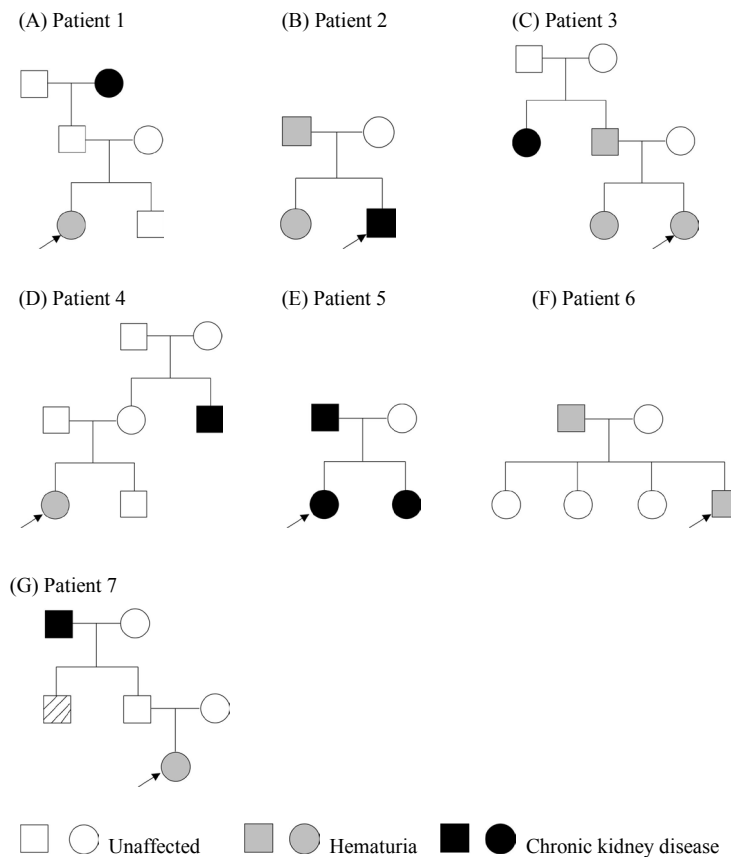 (A) Patient 1
(B) Patient 2
(C) Patient 3
(D) Patient 4
(E) Patient 5
(F) Patient 6
(G) Patient 7
Unaffected
Hematuria
Chronic kidney disease